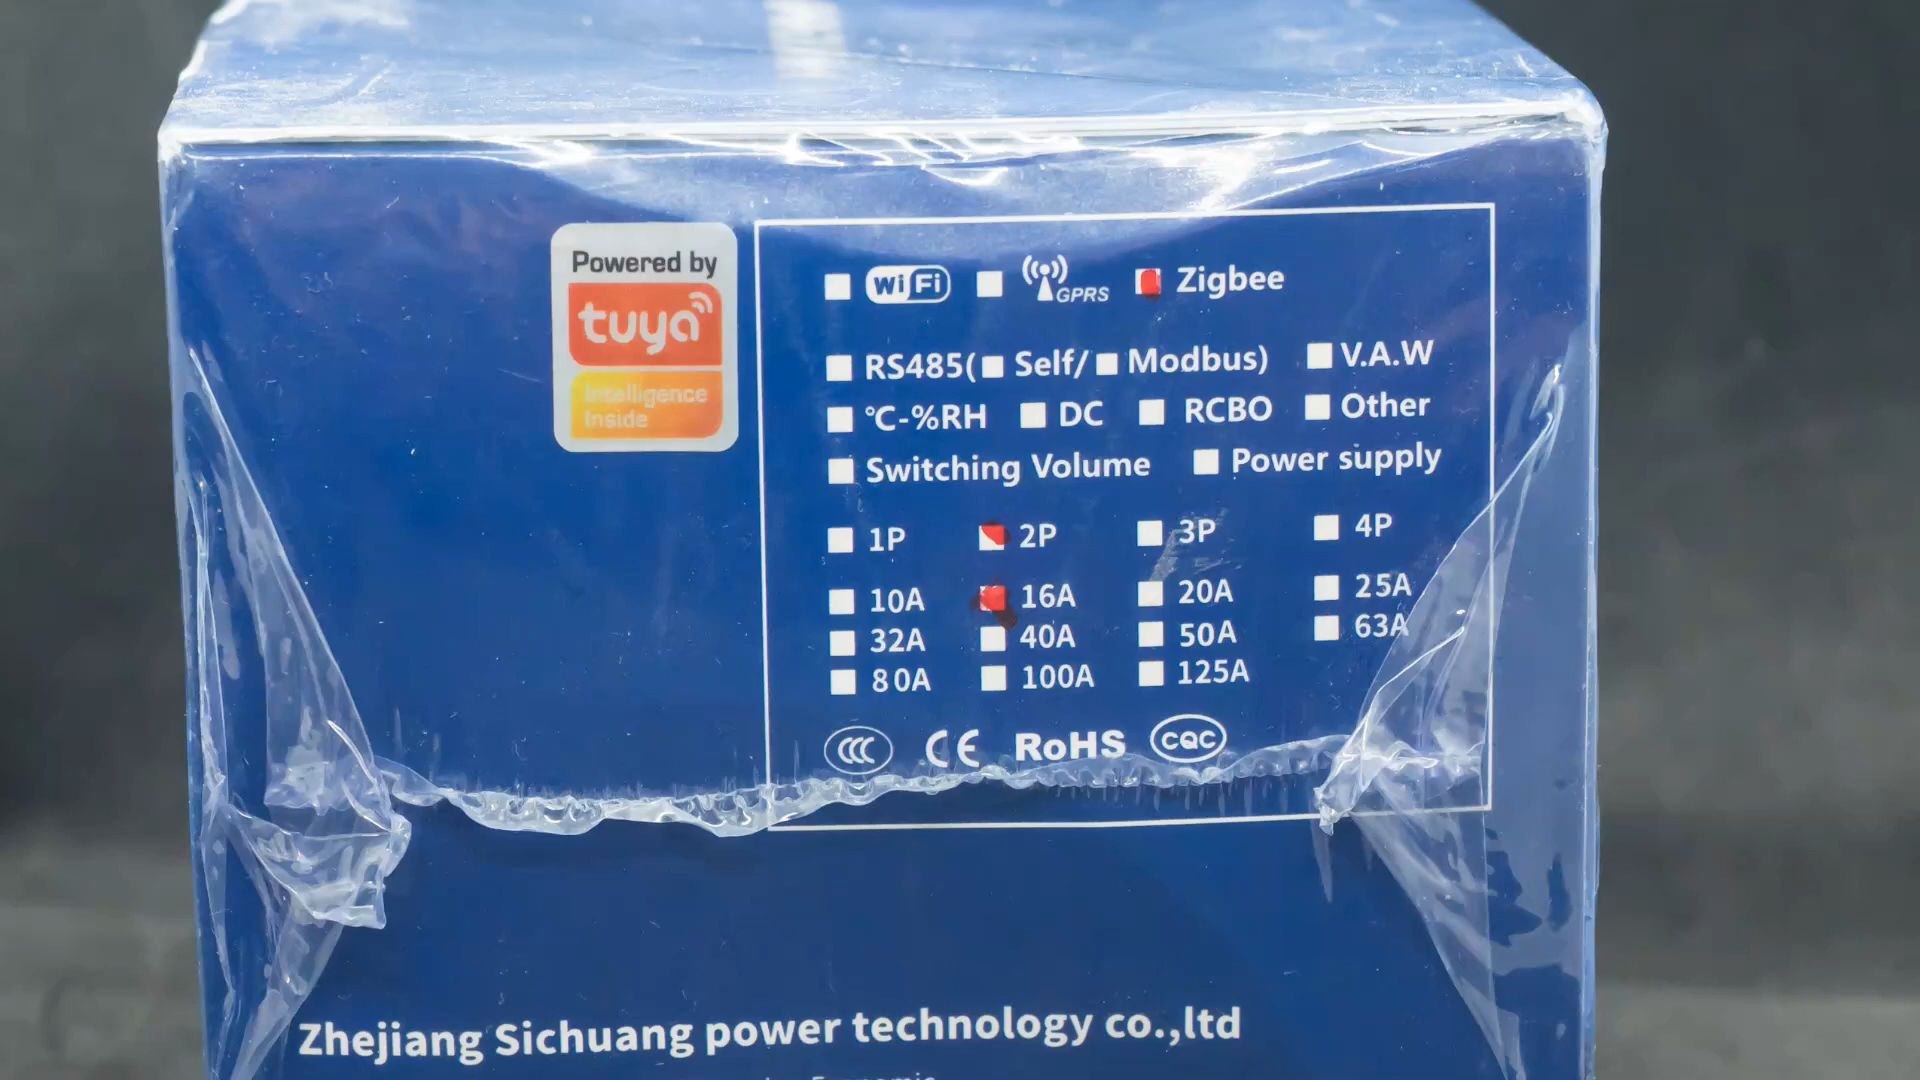 Powered by
tuya
Intelligence
Inside
WiFi GPRS Zigbee
RS485( Self/ Modbus) V.A.W
℃-%RH DC RCBO Other
Switching Volume Power supply
1P 2P 3P 4P
10A 16A 20A 25A
32A 40A 50A 63A
80A 100A 125A
CCC CE RoHS CQC
Zhejiang Sichuang power technology co.,ltd